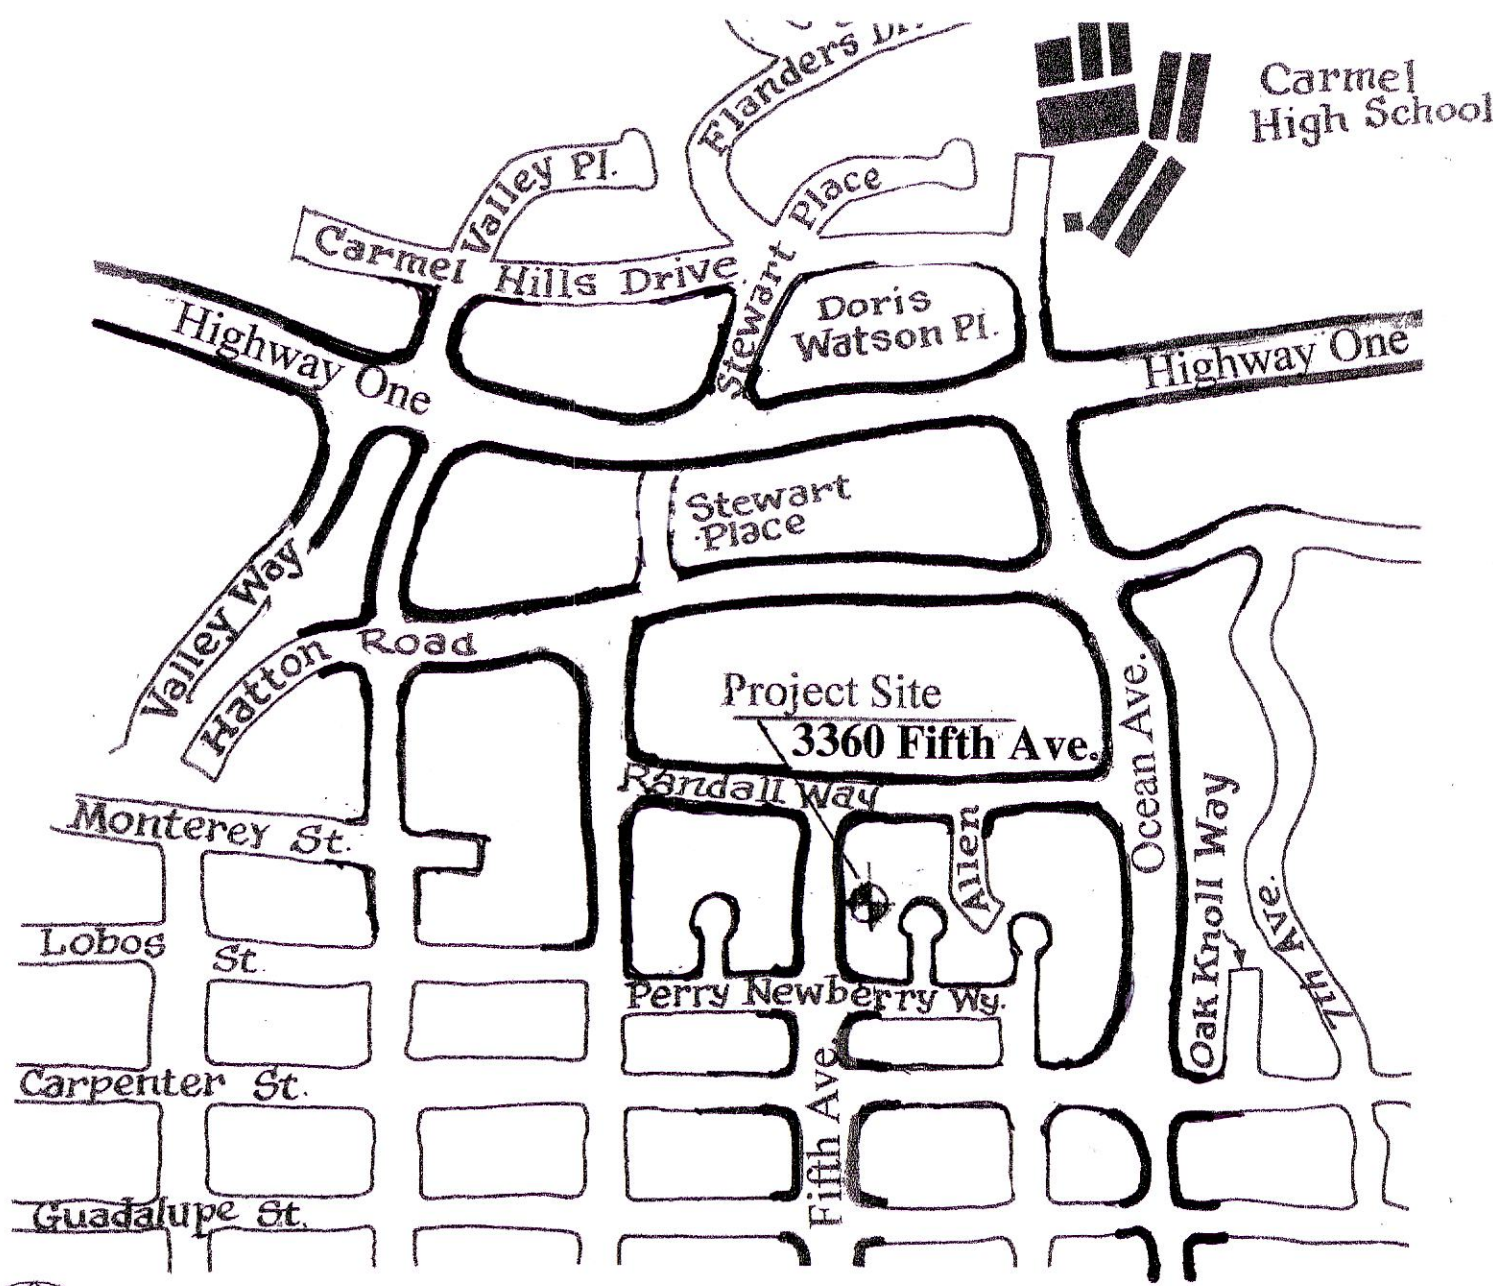 Flanders Dr.
Carmel
High School
Valley Pl.
Stewart Place
Carmel Hills Drive
Doris
Watson Pl.
Highway One
Highway One
Stewart
Place
Valley Way
Hatton Road
Project Site
3360 Fifth Ave.
Ocean Ave.
Randall Way
Allen
Oak Knoll Way
7th Ave.
Monterey St.
Lobos St.
Perry Newberry Wy.
Fifth Ave.
Carpenter St.
Guadalupe St.